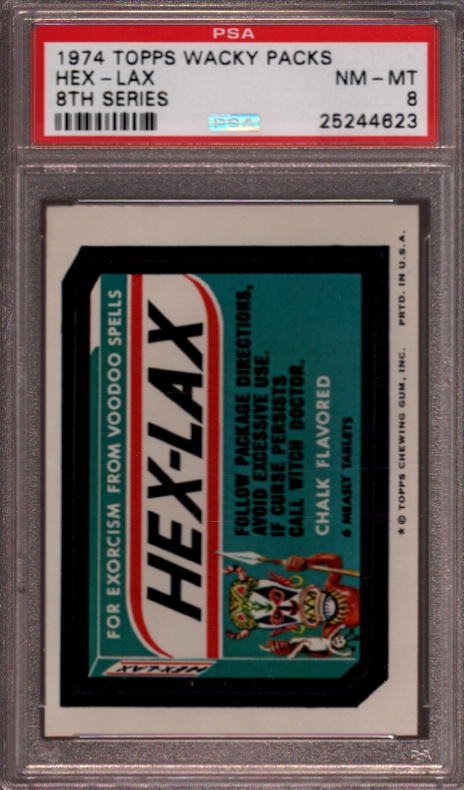 PSA
1974 TOPPS WACKY PACKS
HEX-LAX NM-MT
8TH SERIES 8
PSA 25244623
FOR EXORCISM FROM VOODOO SPELLS
HEX-LAX
FOLLOW PACKAGE DIRECTIONS,
AVOID EXCESSIVE USE.
IF CURSE PERSISTS
CALL WITCH DOCTOR.
CHALK FLAVORED
6 MEASLY TABLETS
HEX-LAX
★ © TOPPS CHEWING GUM, INC. PRTD. IN U.S.A.